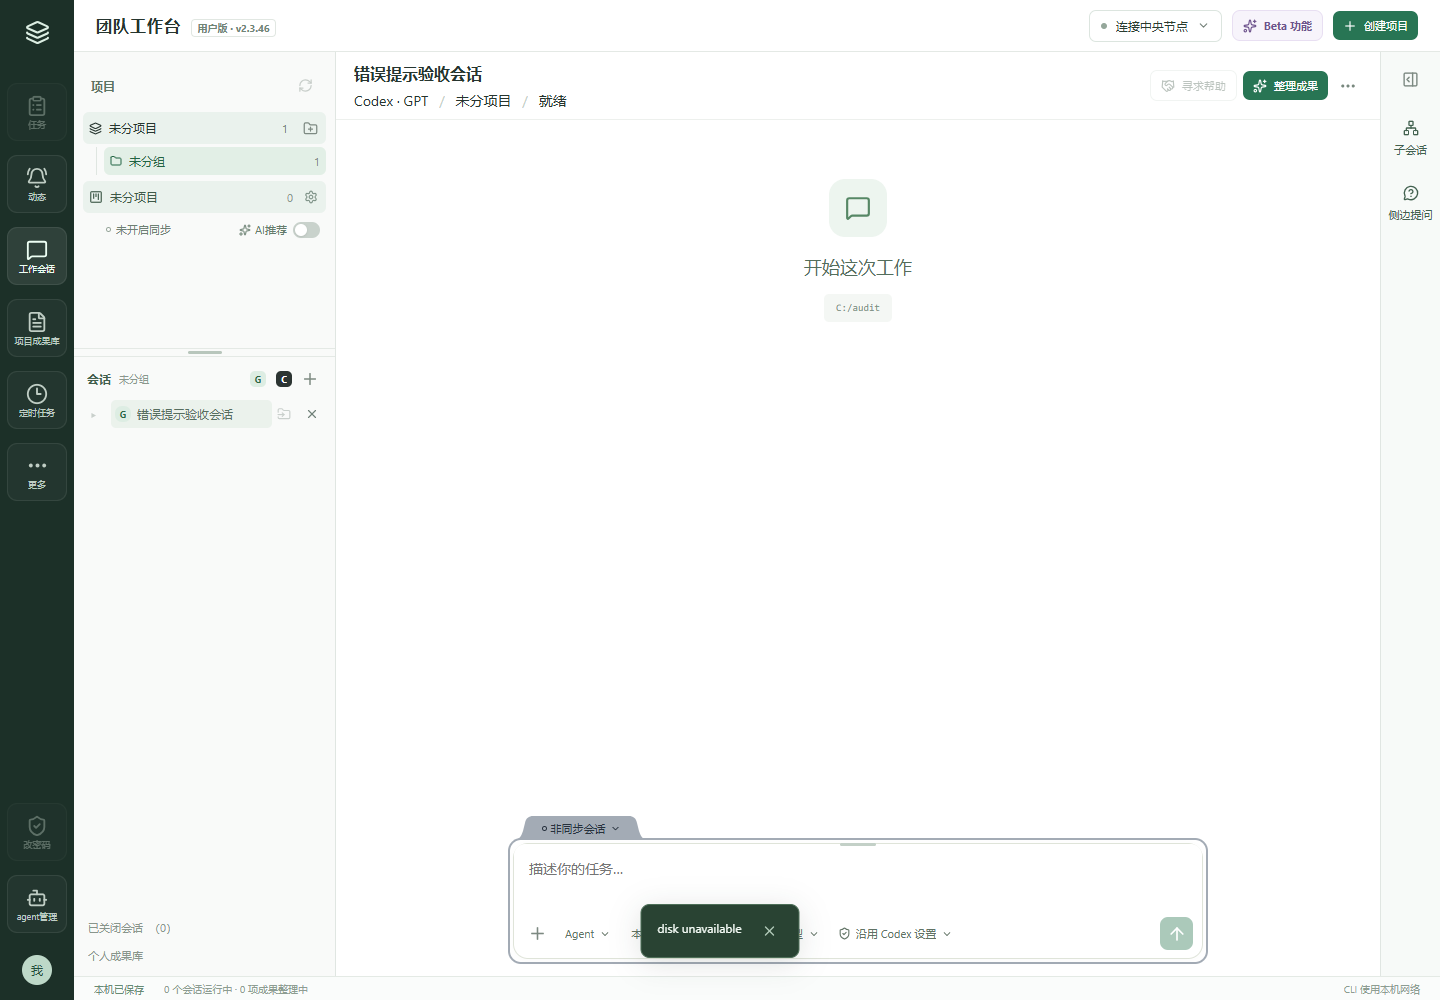 团队工作台
用户版 · v2.3.46
连接中央节点
Beta 功能
创建项目
任务
动态
工作会话
项目成果库
定时任务
更多
改密码
agent管理
我
项目
未分项目 1
未分组 1
未分项目 0
未开启同步
AI推荐
会话 未分组 G C
G 错误提示验收会话
已关闭会话 (0)
个人成果库
错误提示验收会话
Codex · GPT / 未分项目 / 就绪
寻求帮助
整理成果
子会话
侧边提问
开始这次工作
C:/audit
非同步会话
描述你的任务...
Agent
本
disk unavailable
型
沿用 Codex 设置
本机已保存
0 个会话运行中 · 0 项成果整理中
CLI 使用本机网络